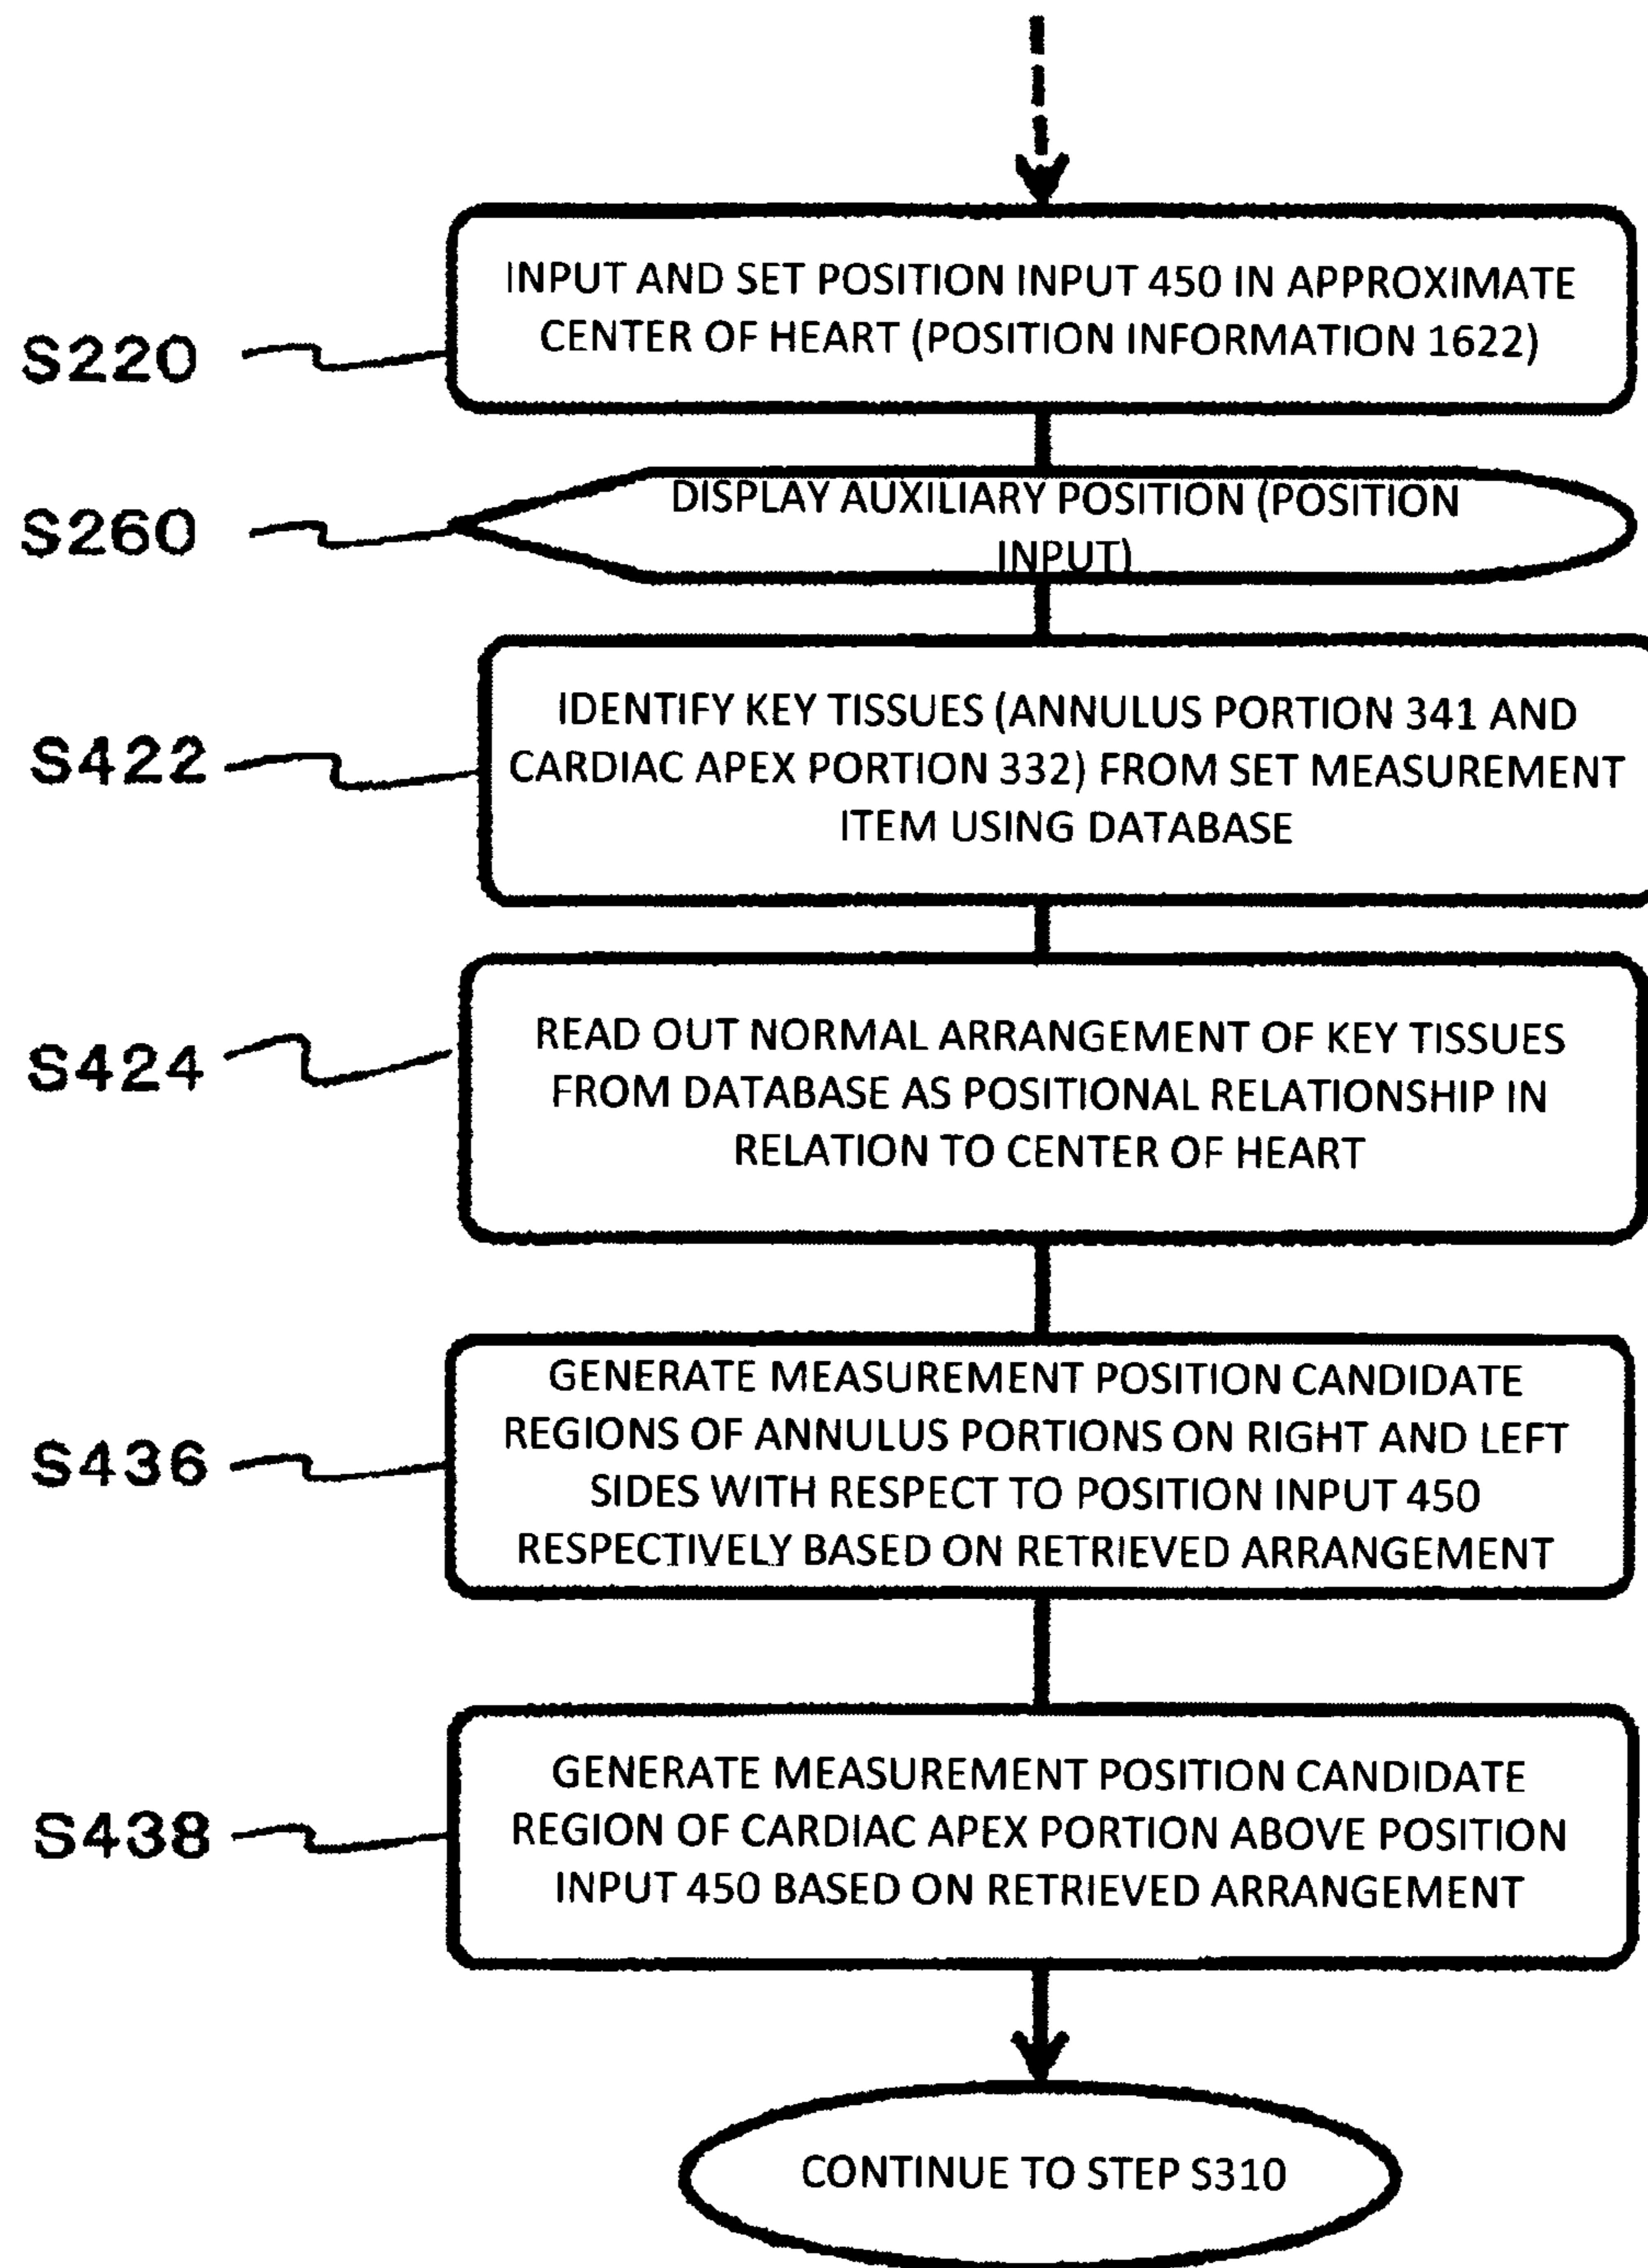 S220
INPUT AND SET POSITION INPUT 450 IN APPROXIMATE
CENTER OF HEART (POSITION INFORMATION 1622)
S260
DISPLAY AUXILIARY POSITION (POSITION
INPUT)
S422
IDENTIFY KEY TISSUES (ANNULUS PORTION 341 AND
CARDIAC APEX PORTION 332) FROM SET MEASUREMENT
ITEM USING DATABASE
S424
READ OUT NORMAL ARRANGEMENT OF KEY TISSUES
FROM DATABASE AS POSITIONAL RELATIONSHIP IN
RELATION TO CENTER OF HEART
S436
GENERATE MEASUREMENT POSITION CANDIDATE
REGIONS OF ANNULUS PORTIONS ON RIGHT AND LEFT
SIDES WITH RESPECT TO POSITION INPUT 450
RESPECTIVELY BASED ON RETRIEVED ARRANGEMENT
S438
GENERATE MEASUREMENT POSITION CANDIDATE
REGION OF CARDIAC APEX PORTION ABOVE POSITION
INPUT 450 BASED ON RETRIEVED ARRANGEMENT
CONTINUE TO STEP S310